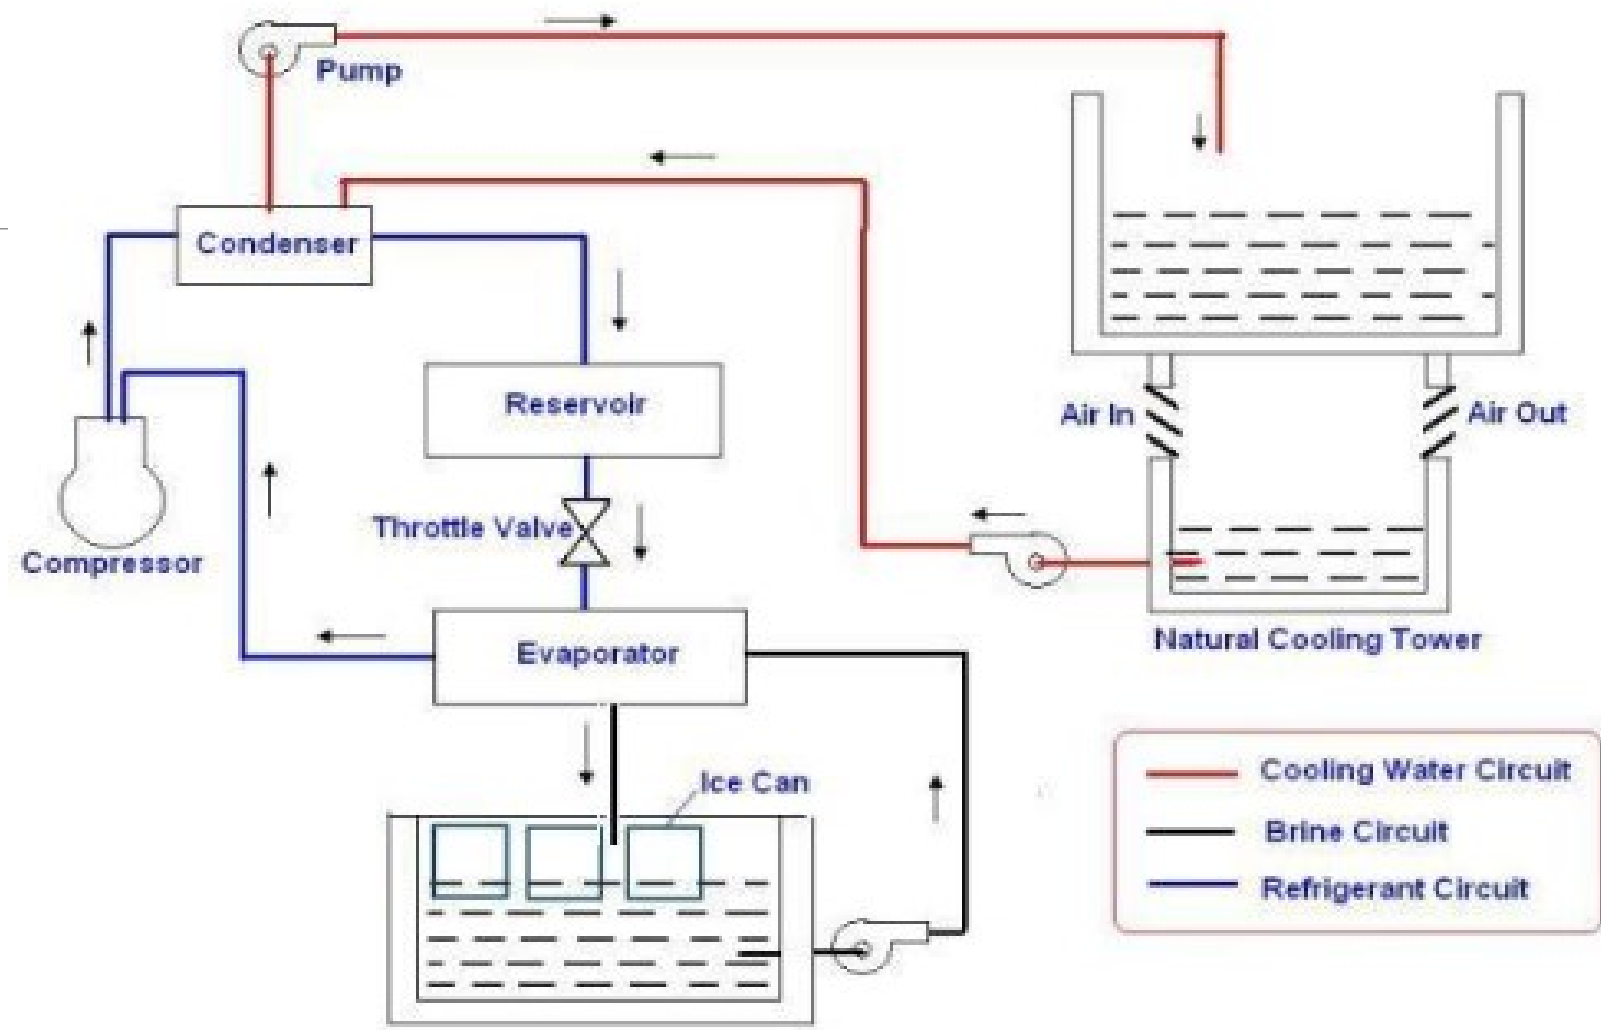 Pump
Condenser
Reservoir
Air In
Air Out
Throttle Valve
Compressor
Evaporator
Natural Cooling Tower
Ice Can
Cooling Water Circuit
Brine Circuit
Refrigerant Circuit